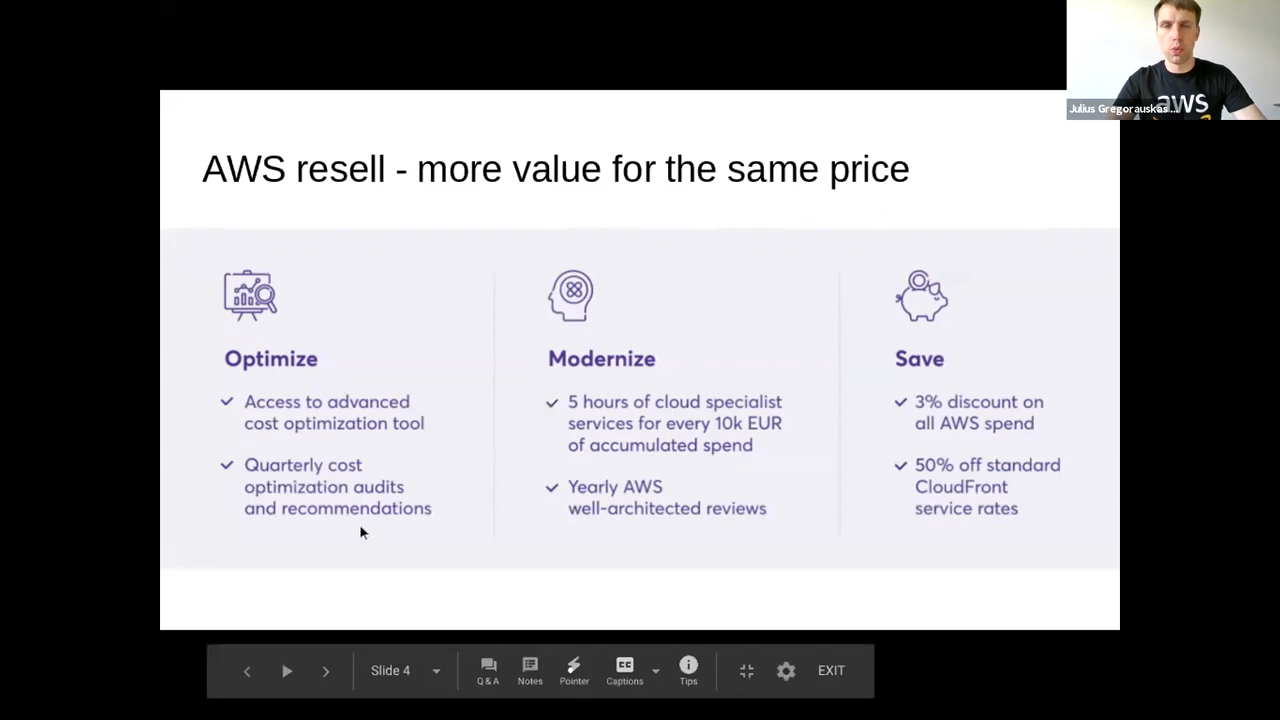 aws
Julius Gregorauskas ...
AWS resell - more value for the same price
Optimize
Access to advanced
cost optimization tool
Quarterly cost
optimization audits
and recommendations
Modernize
5 hours of cloud specialist
services for every 10k EUR
of accumulated spend
Yearly AWS
well-architected reviews
Save
3% discount on
all AWS spend
50% off standard
CloudFront
service rates
Slide 4
Q & A
Notes
Pointer
CC
Captions
Tips
EXIT